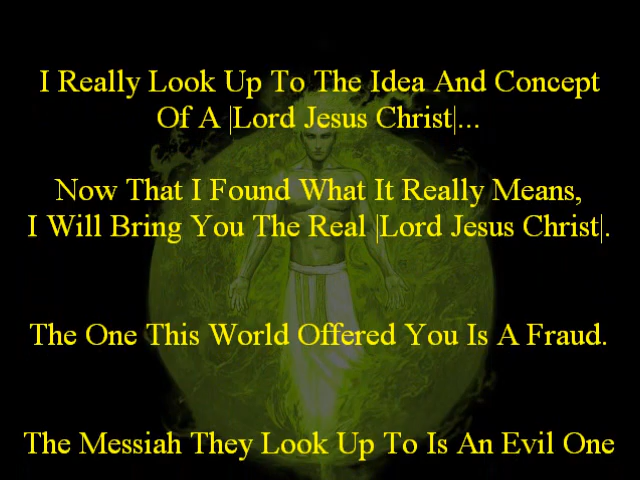 I Really Look Up To The Idea And Concept
Of A |Lord Jesus Christ|...
Now That I Found What It Really Means,
I Will Bring You The Real |Lord Jesus Christ|.
The One This World Offered You Is A Fraud.
The Messiah They Look Up To Is An Evil One